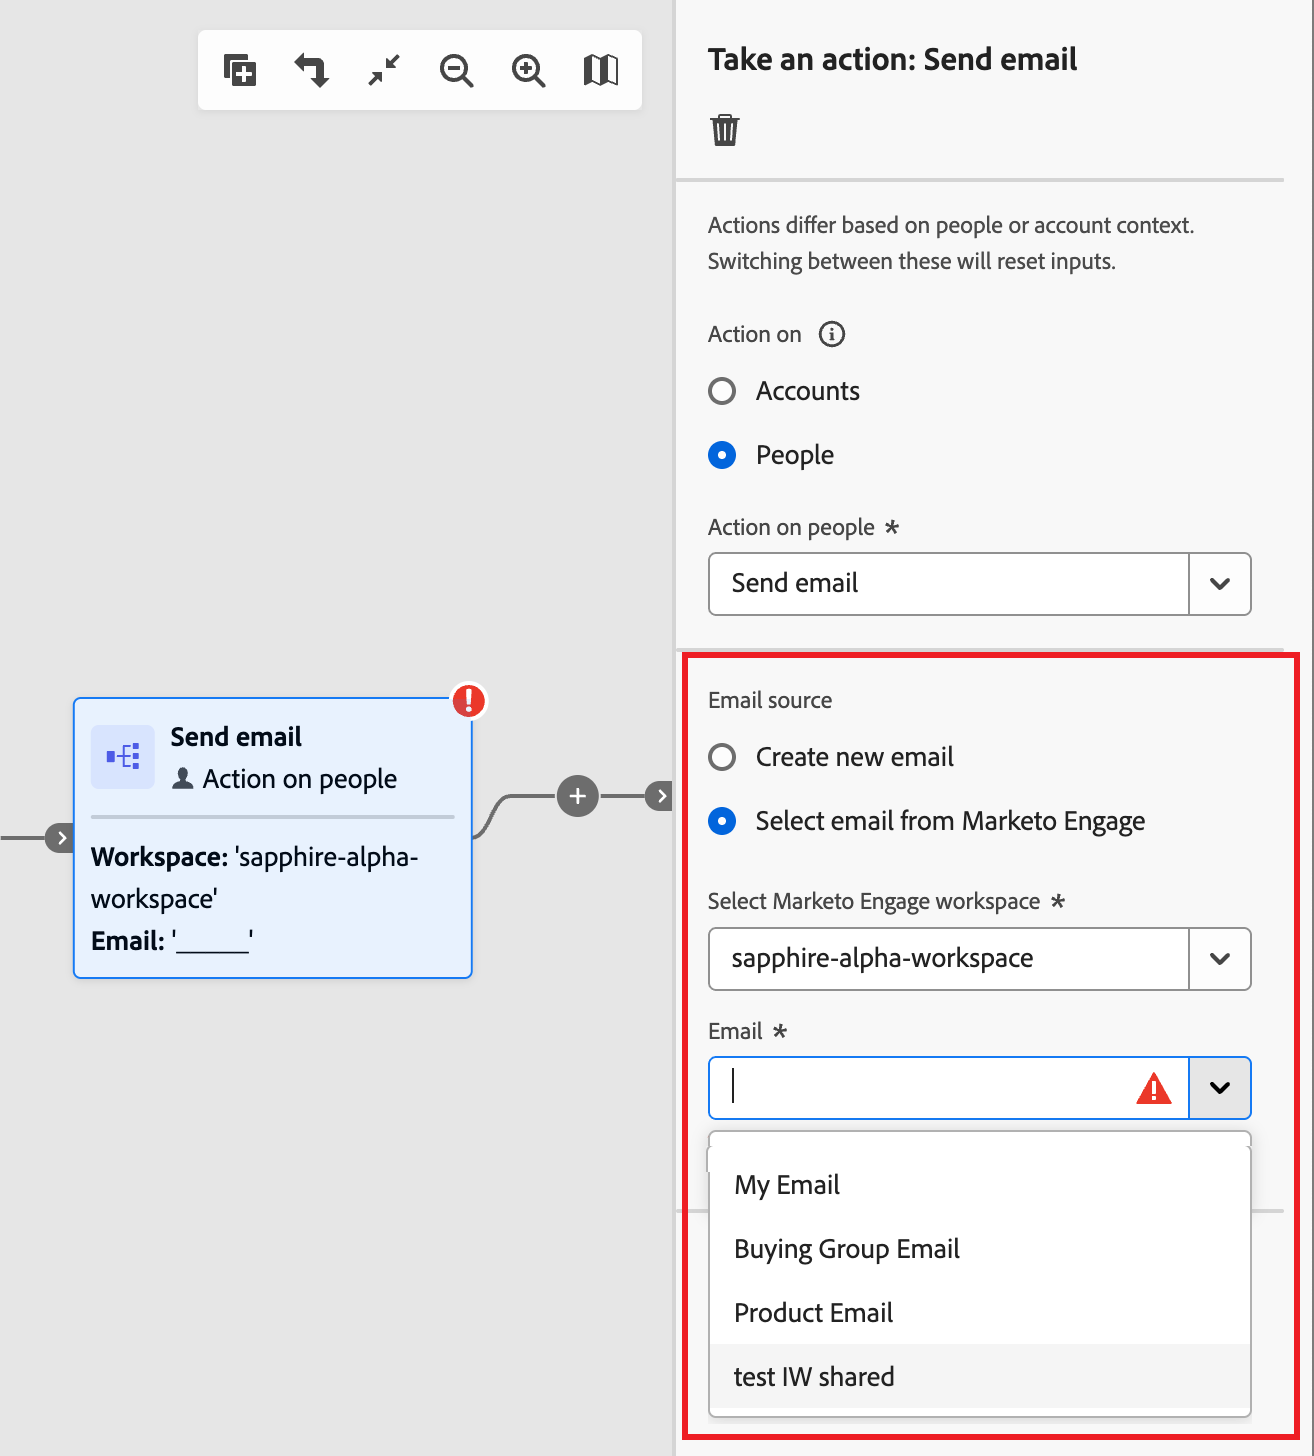 Take an action: Send email
Actions differ based on people or account context.
Switching between these will reset inputs.
Action on
Accounts
People
Action on people *
Send email
Send email
Action on people
Workspace: 'sapphire-alpha-
workspace'
Email: '______'
Email source
Create new email
Select email from Marketo Engage
Select Marketo Engage workspace *
sapphire-alpha-workspace
Email *
My Email
Buying Group Email
Product Email
test IW shared